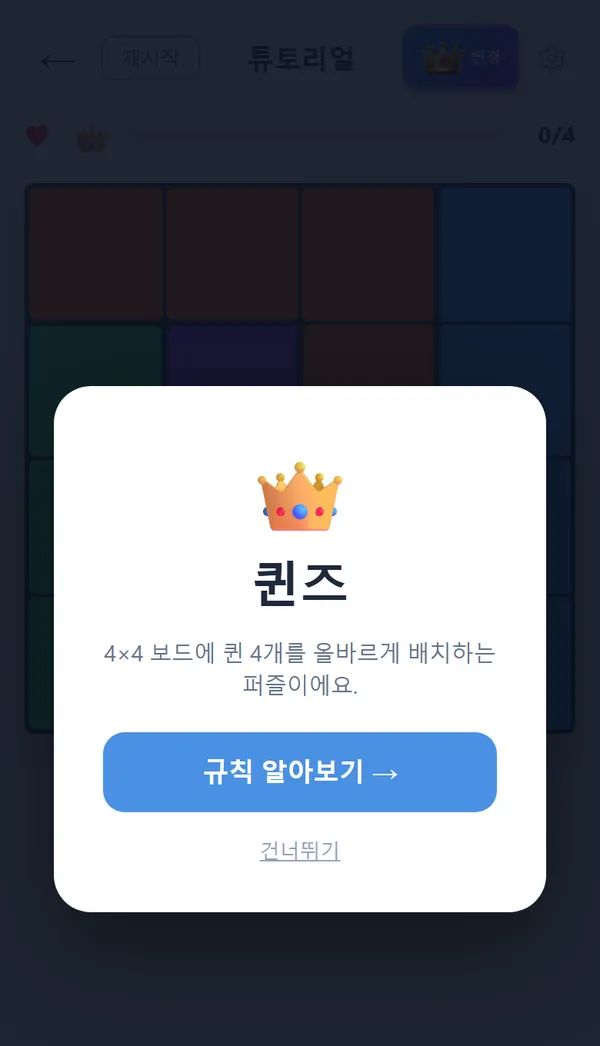 ← 재시작 튜토리얼 변경
0/4
퀸즈
4×4 보드에 퀸 4개를 올바르게 배치하는
퍼즐이에요.
규칙 알아보기 →
건너뛰기